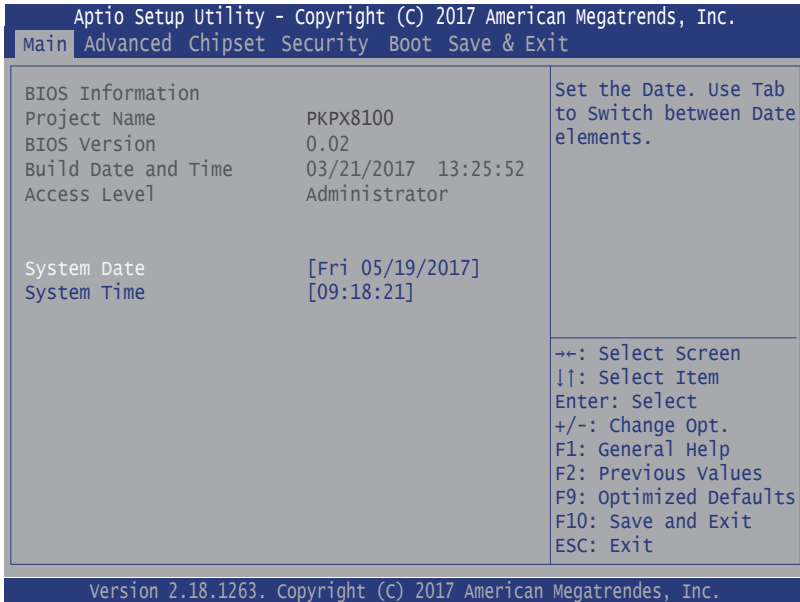 Aptio Setup Utility - Copyright (C) 2017 American Megatrends, Inc.
Main Advanced Chipset Security Boot Save & Exit
BIOS Information
Project Name PKPX8100
BIOS Version 0.02
Build Date and Time 03/21/2017 13:25:52
Access Level Administrator
System Date [Fri 05/19/2017]
System Time [09:18:21]
Set the Date. Use Tab
to Switch between Date
elements.
→←: Select Screen
↓↑: Select Item
Enter: Select
+/-: Change Opt.
F1: General Help
F2: Previous Values
F9: Optimized Defaults
F10: Save and Exit
ESC: Exit
Version 2.18.1263. Copyright (C) 2017 American Megatrendes, Inc.